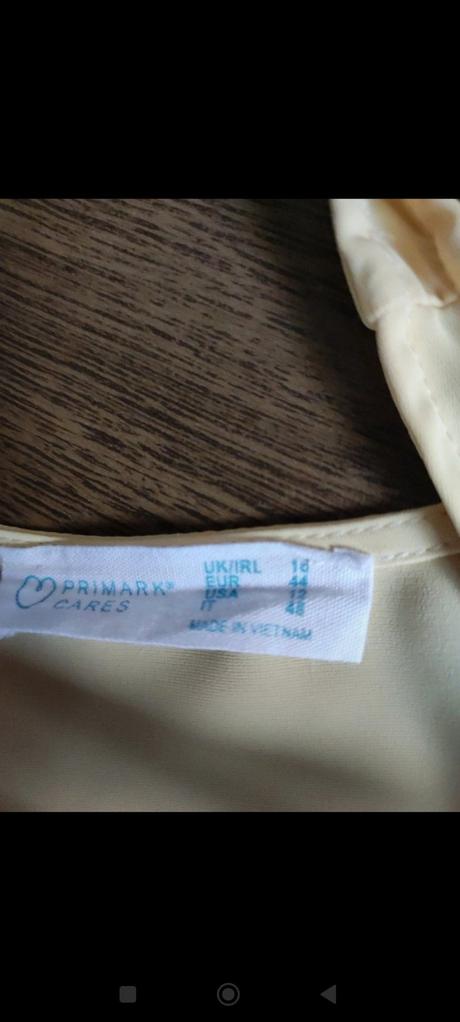 PRIMARK®
CARES
UK/IRL 16
EUR 44
USA 12
IT 48
MADE IN VIETNAM